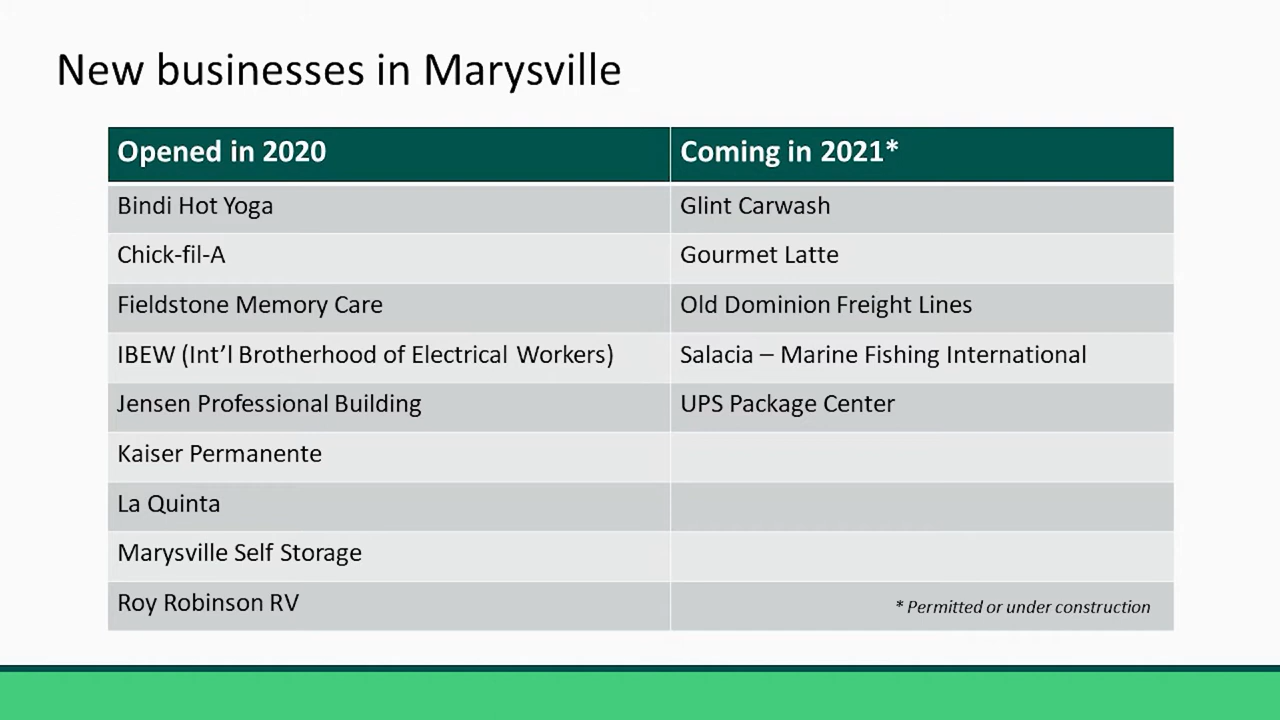 New businesses in Marysville
Opened in 2020
Coming in 2021*
Bindi Hot Yoga
Glint Carwash
Chick-fil-A
Gourmet Latte
Fieldstone Memory Care
Old Dominion Freight Lines
IBEW (Int’l Brotherhood of Electrical Workers)
Salacia – Marine Fishing International
Jensen Professional Building
UPS Package Center
Kaiser Permanente
La Quinta
Marysville Self Storage
Roy Robinson RV
* Permitted or under construction